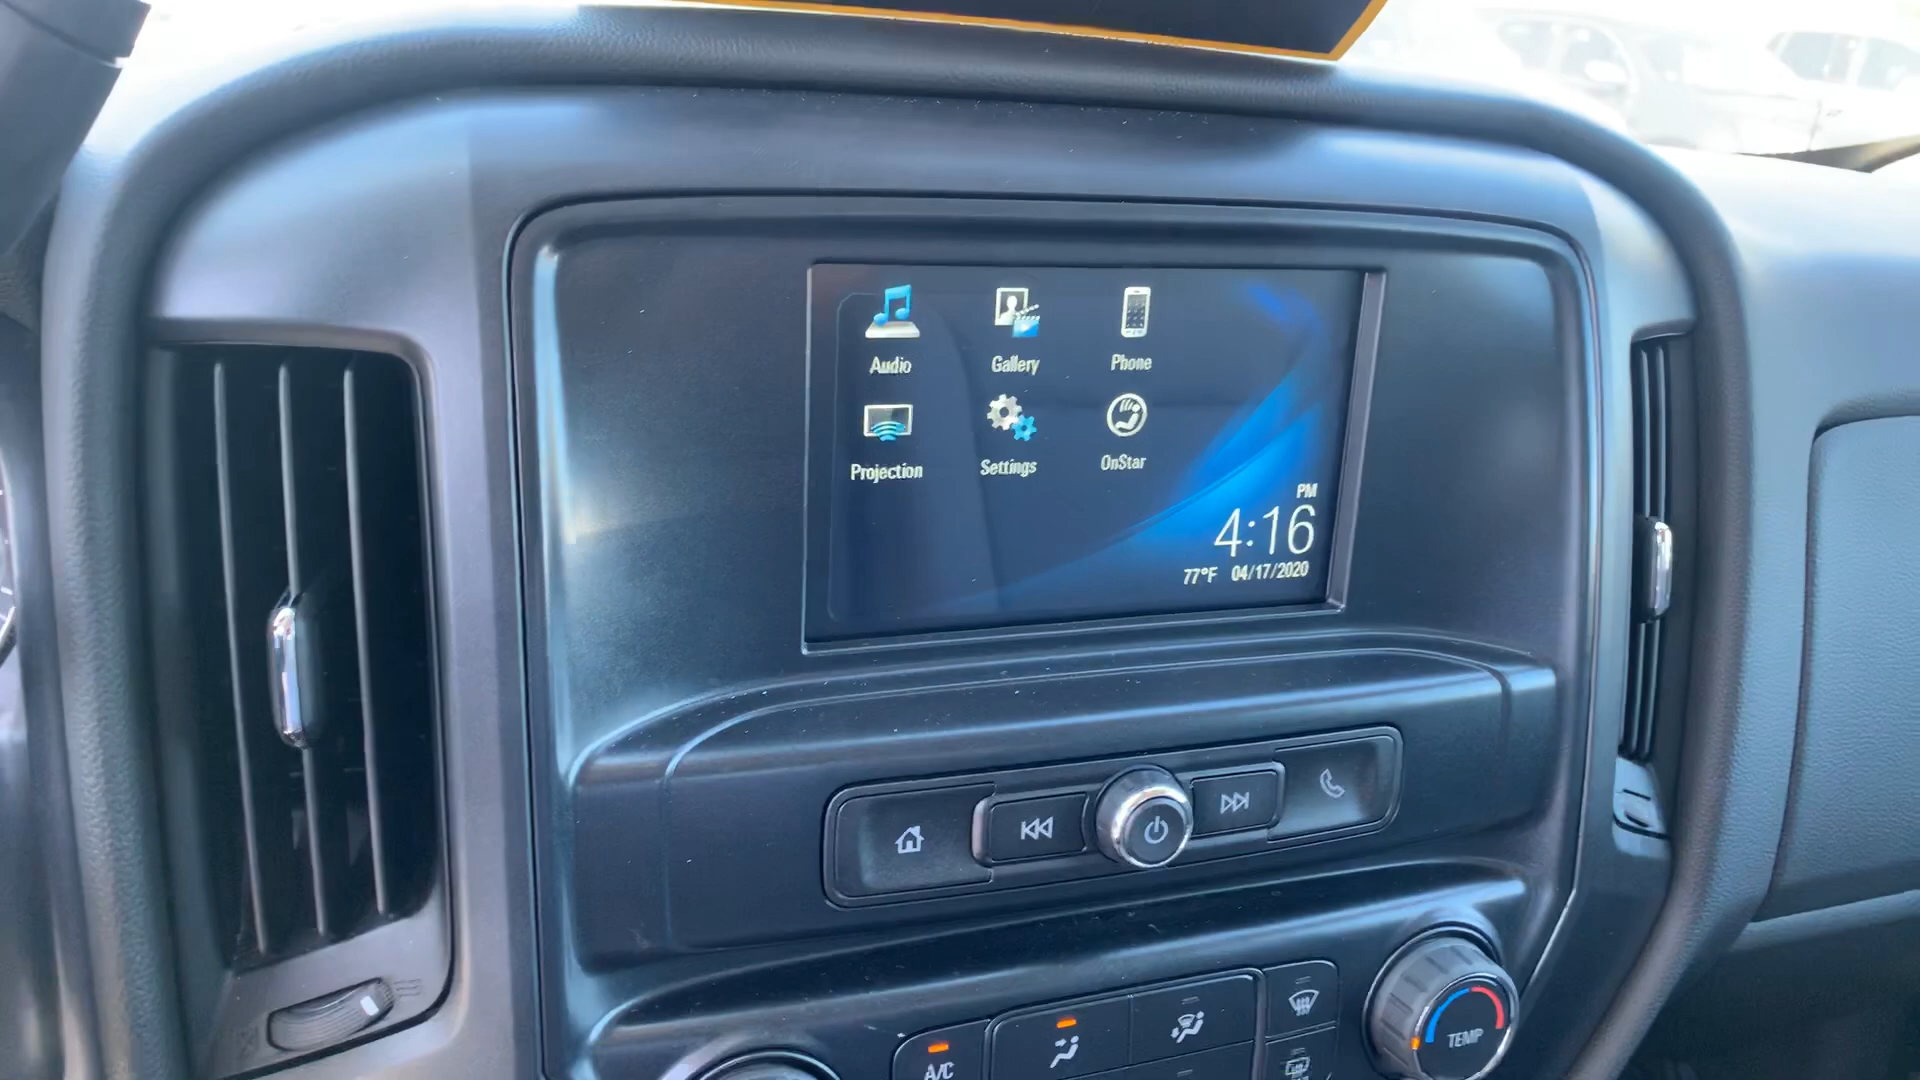 Audio Gallery Phone
Projection Settings OnStar
PM
4:16
77°F 04/17/2020
A/C
TEMP